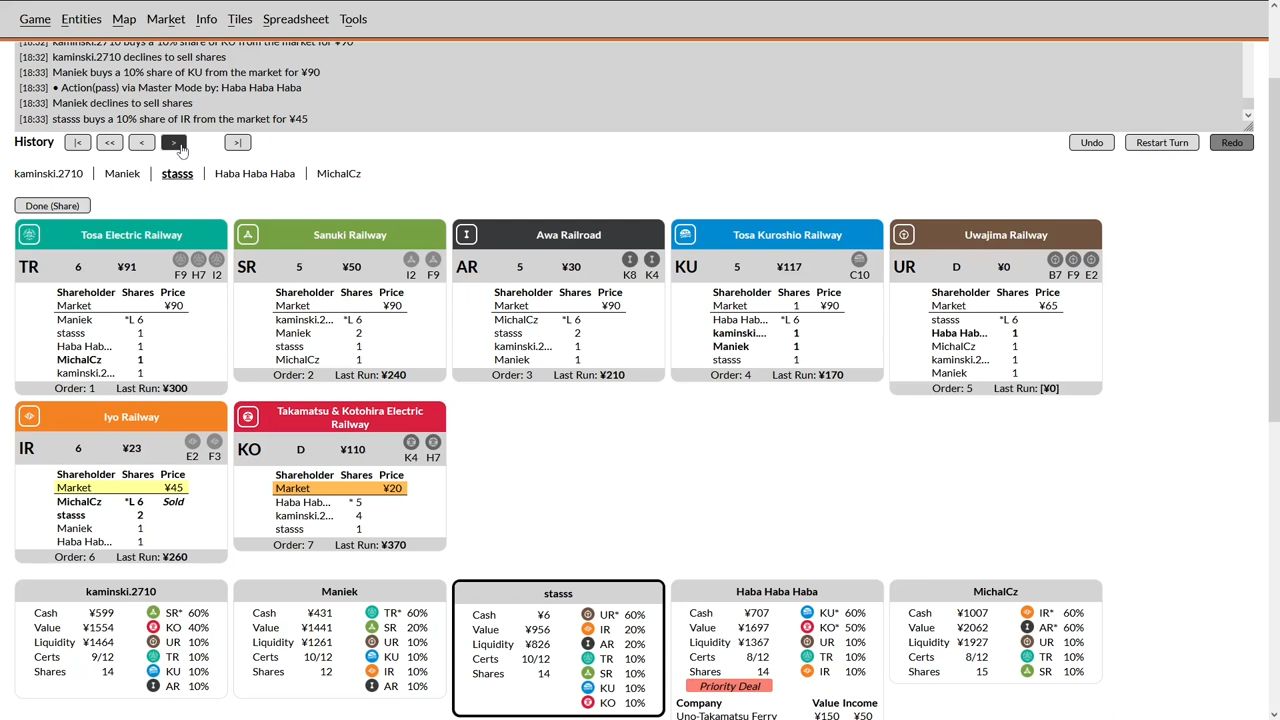 Game Entities Map Market Info Tiles Spreadsheet Tools
[18:32] kaminski.2710 buys a 10% share of KU from the market for ¥90
[18:32] kaminski.2710 declines to sell shares
[18:33] Maniek buys a 10% share of KU from the market for ¥90
[18:33] • Action(pass) via Master Mode by: Haba Haba Haba
[18:33] Maniek declines to sell shares
[18:33] stasss buys a 10% share of IR from the market for ¥45
History |< << < > >| Undo Restart Turn Redo
kaminski.2710 Maniek stasss Haba Haba Haba MichalCz
Done (Share)
Tosa Electric Railway
TR 6 ¥91 F9 H7 I2
Shareholder Shares Price
Market ¥90
Maniek *L 6
stasss 1
Haba Hab... 1
MichalCz 1
kaminski.2... 1
Order: 1 Last Run: ¥300
Sanuki Railway
SR 5 ¥50 I2 F9
Shareholder Shares Price
Market ¥90
kaminski.2... *L 6
Maniek 2
stasss 1
MichalCz 1
Order: 2 Last Run: ¥240
Awa Railroad
AR 5 ¥30 K8 K4
Shareholder Shares Price
Market ¥90
MichalCz *L 6
stasss 2
kaminski.2... 1
Maniek 1
Order: 3 Last Run: ¥210
Tosa Kuroshio Railway
KU 5 ¥117 C10
Shareholder Shares Price
Market 1 ¥90
Haba Hab... *L 6
kaminski.... 1
Maniek 1
stasss 1
Order: 4 Last Run: ¥170
Uwajima Railway
UR D ¥0 B7 F9 E2
Shareholder Shares Price
Market ¥65
stasss *L 6
Haba Hab... 1
MichalCz 1
kaminski.2... 1
Maniek 1
Order: 5 Last Run: [¥0]
Iyo Railway
IR 6 ¥23 E2 F3
Shareholder Shares Price
Market ¥45
MichalCz *L 6 Sold
stasss 2
Maniek 1
Haba Hab... 1
Order: 6 Last Run: ¥260
Takamatsu & Kotohira Electric
Railway
KO D ¥110 K4 H7
Shareholder Shares Price
Market ¥20
Haba Hab... * 5
kaminski.2... 4
stasss 1
Order: 7 Last Run: ¥370
kaminski.2710
Cash ¥599 SR* 60%
Value ¥1554 KO 40%
Liquidity ¥1464 UR 10%
Certs 9/12 TR 10%
Shares 14 KU 10%
AR 10%
Maniek
Cash ¥431 TR* 60%
Value ¥1441 SR 20%
Liquidity ¥1261 UR 10%
Certs 10/12 KU 10%
Shares 12 IR 10%
AR 10%
stasss
Cash ¥6 UR* 60%
Value ¥956 IR 20%
Liquidity ¥826 AR 20%
Certs 10/12 TR 10%
Shares 14 SR 10%
KU 10%
KO 10%
Haba Haba Haba
Cash ¥707 KU* 60%
Value ¥1697 KO* 50%
Liquidity ¥1367 UR 10%
Certs 8/12 TR 10%
Shares 14 IR 10%
Priority Deal
Company Value Income
Uno-Takamatsu Ferry ¥150 ¥50
MichalCz
Cash ¥1007 IR* 60%
Value ¥2062 AR* 60%
Liquidity ¥1927 UR 10%
Certs 8/12 TR 10%
Shares 15 SR 10%